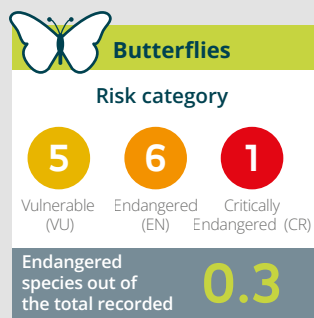 Butterflies
Risk category
5 6 1
Vulnerable Endangered Critically
(VU) (EN) Endangered (CR)
Endangered
species out of
the total recorded
0.3